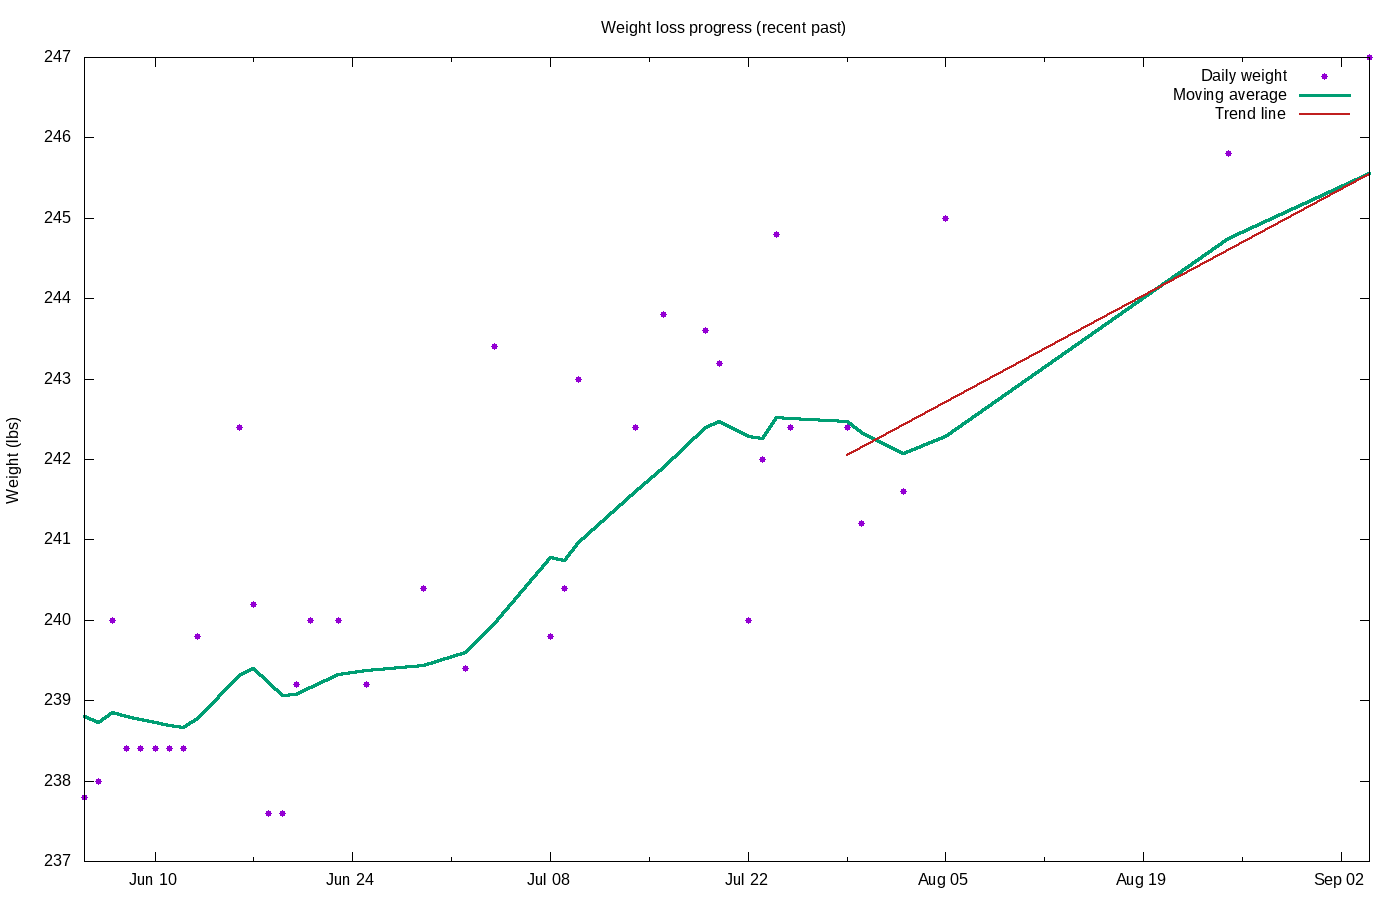 Weight loss progress (recent past)
Daily weight
Moving average
Trend line
Weight (lbs)
247
246
245
244
243
242
241
240
239
238
237
Jun 10 Jun 24 Jul 08 Jul 22 Aug 05 Aug 19 Sep 02